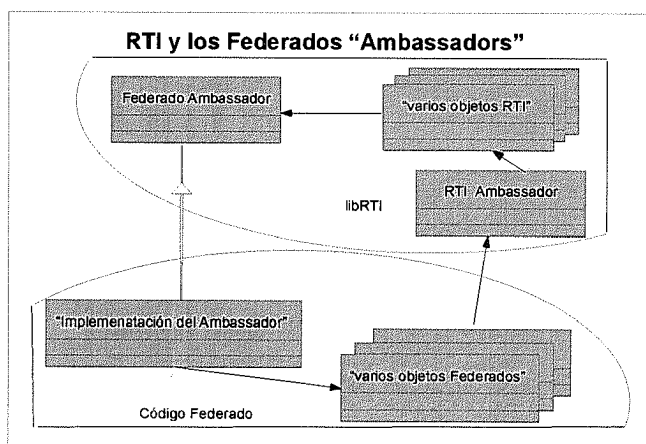 RTI y los Federados “Ambassadors”
Federado Ambassador
“varios objetos RTI”
RTI Ambassador
libRTI
“Implemenatación del Ambassador”
“varios objetos Federados”
Código Federado